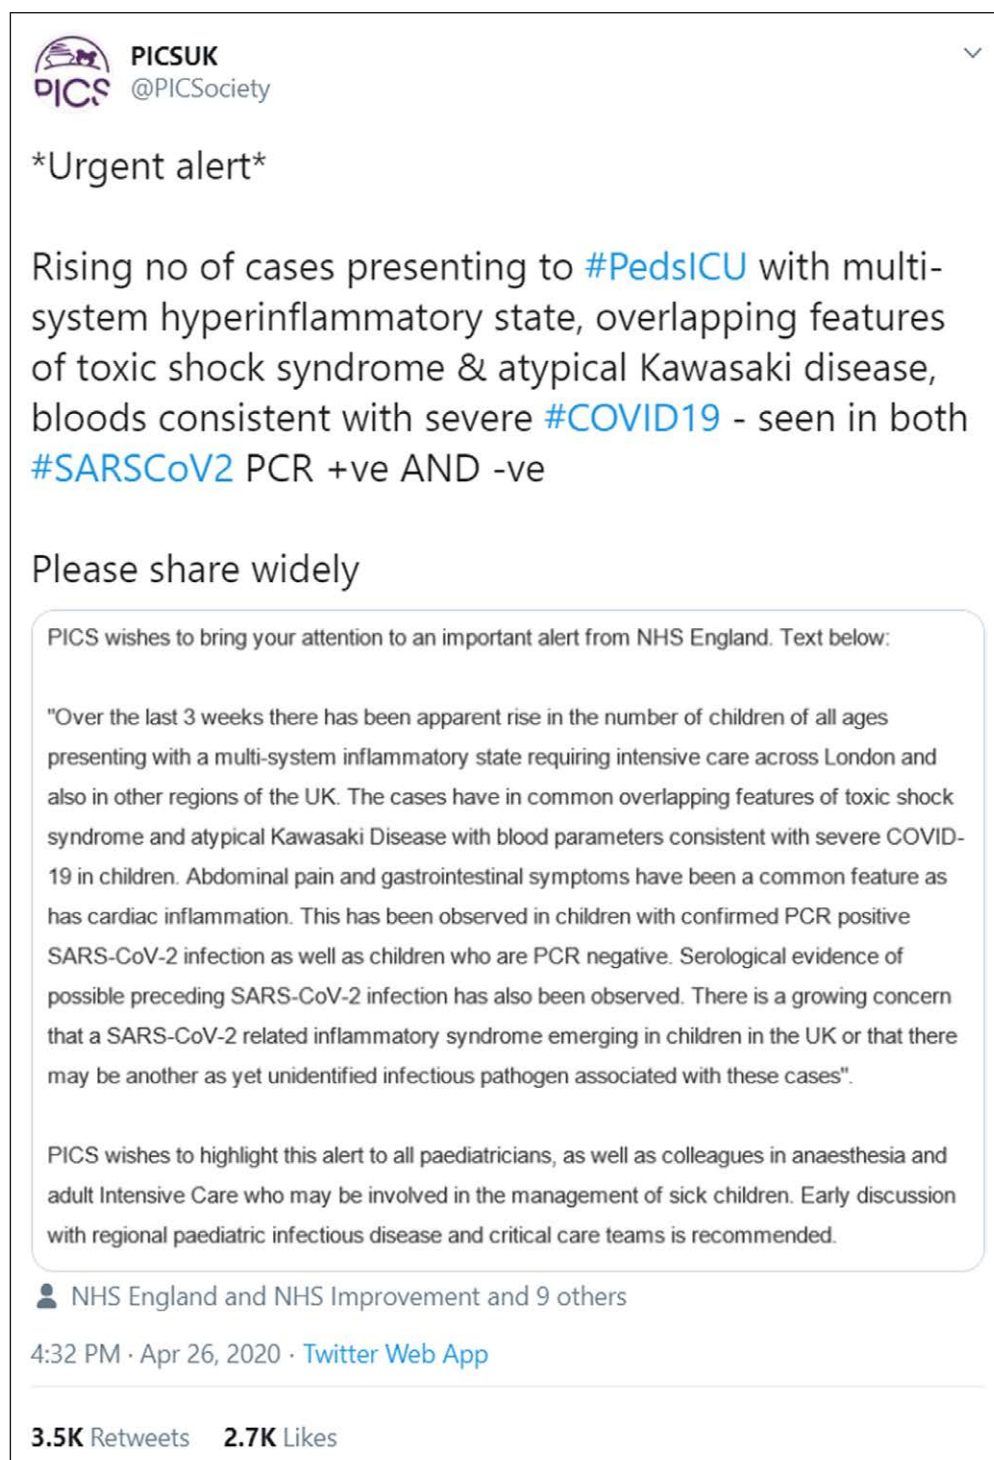 PICS
PICSUK
@PICSociety
*Urgent alert*
Rising no of cases presenting to #PedsICU with multi-
system hyperinflammatory state, overlapping features
of toxic shock syndrome & atypical Kawasaki disease,
bloods consistent with severe #COVID19 - seen in both
#SARSCoV2 PCR +ve AND -ve
Please share widely
PICS wishes to bring your attention to an important alert from NHS England. Text below:
"Over the last 3 weeks there has been apparent rise in the number of children of all ages
presenting with a multi-system inflammatory state requiring intensive care across London and
also in other regions of the UK. The cases have in common overlapping features of toxic shock
syndrome and atypical Kawasaki Disease with blood parameters consistent with severe COVID-
19 in children. Abdominal pain and gastrointestinal symptoms have been a common feature as
has cardiac inflammation. This has been observed in children with confirmed PCR positive
SARS-CoV-2 infection as well as children who are PCR negative. Serological evidence of
possible preceding SARS-CoV-2 infection has also been observed. There is a growing concern
that a SARS-CoV-2 related inflammatory syndrome emerging in children in the UK or that there
may be another as yet unidentified infectious pathogen associated with these cases".
PICS wishes to highlight this alert to all paediatricians, as well as colleagues in anaesthesia and
adult Intensive Care who may be involved in the management of sick children. Early discussion
with regional paediatric infectious disease and critical care teams is recommended.
NHS England and NHS Improvement and 9 others
4:32 PM · Apr 26, 2020 · Twitter Web App
3.5K Retweets 2.7K Likes